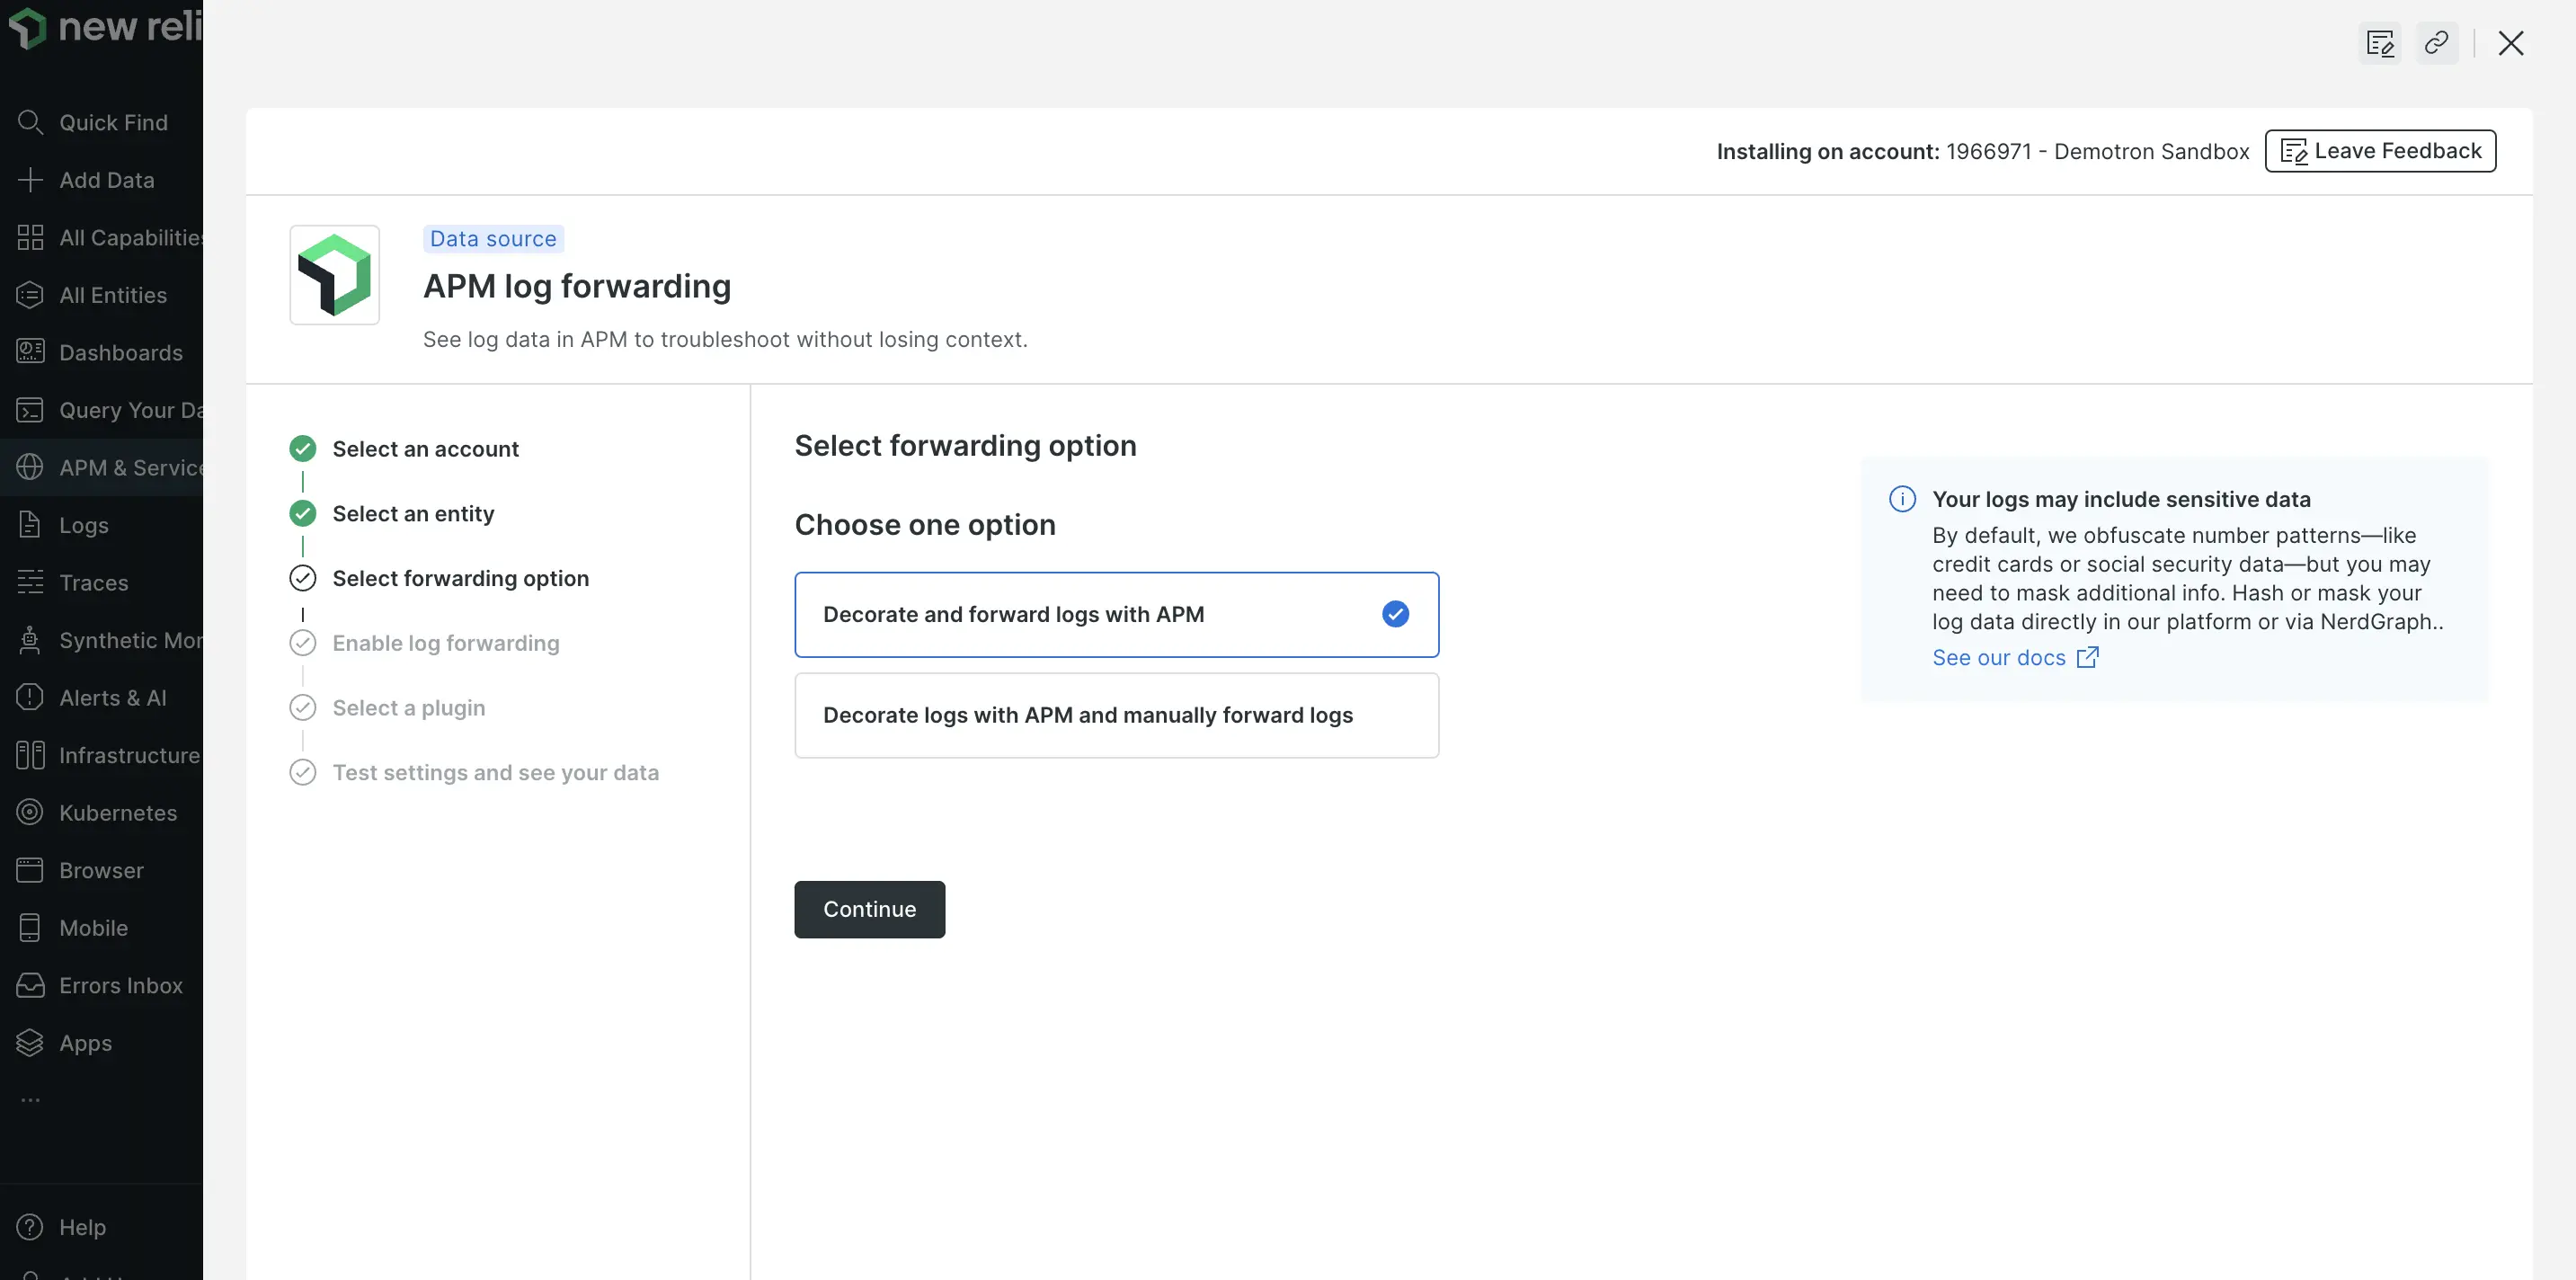 new reli
Quick Find
Add Data
All Capabilities
All Entities
Dashboards
Query Your Da
APM & Service
Logs
Traces
Synthetic Mor
Alerts & AI
Infrastructure
Kubernetes
Browser
Mobile
Errors Inbox
Apps
...
Help
Installing on account: 1966971 - Demotron Sandbox
Leave Feedback
Data source
APM log forwarding
See log data in APM to troubleshoot without losing context.
Select an account
Select an entity
Select forwarding option
Enable log forwarding
Select a plugin
Test settings and see your data
Select forwarding option
Choose one option
Decorate and forward logs with APM
Decorate logs with APM and manually forward logs
Continue
Your logs may include sensitive data
By default, we obfuscate number patterns—like
credit cards or social security data—but you may
need to mask additional info. Hash or mask your
log data directly in our platform or via NerdGraph..
See our docs